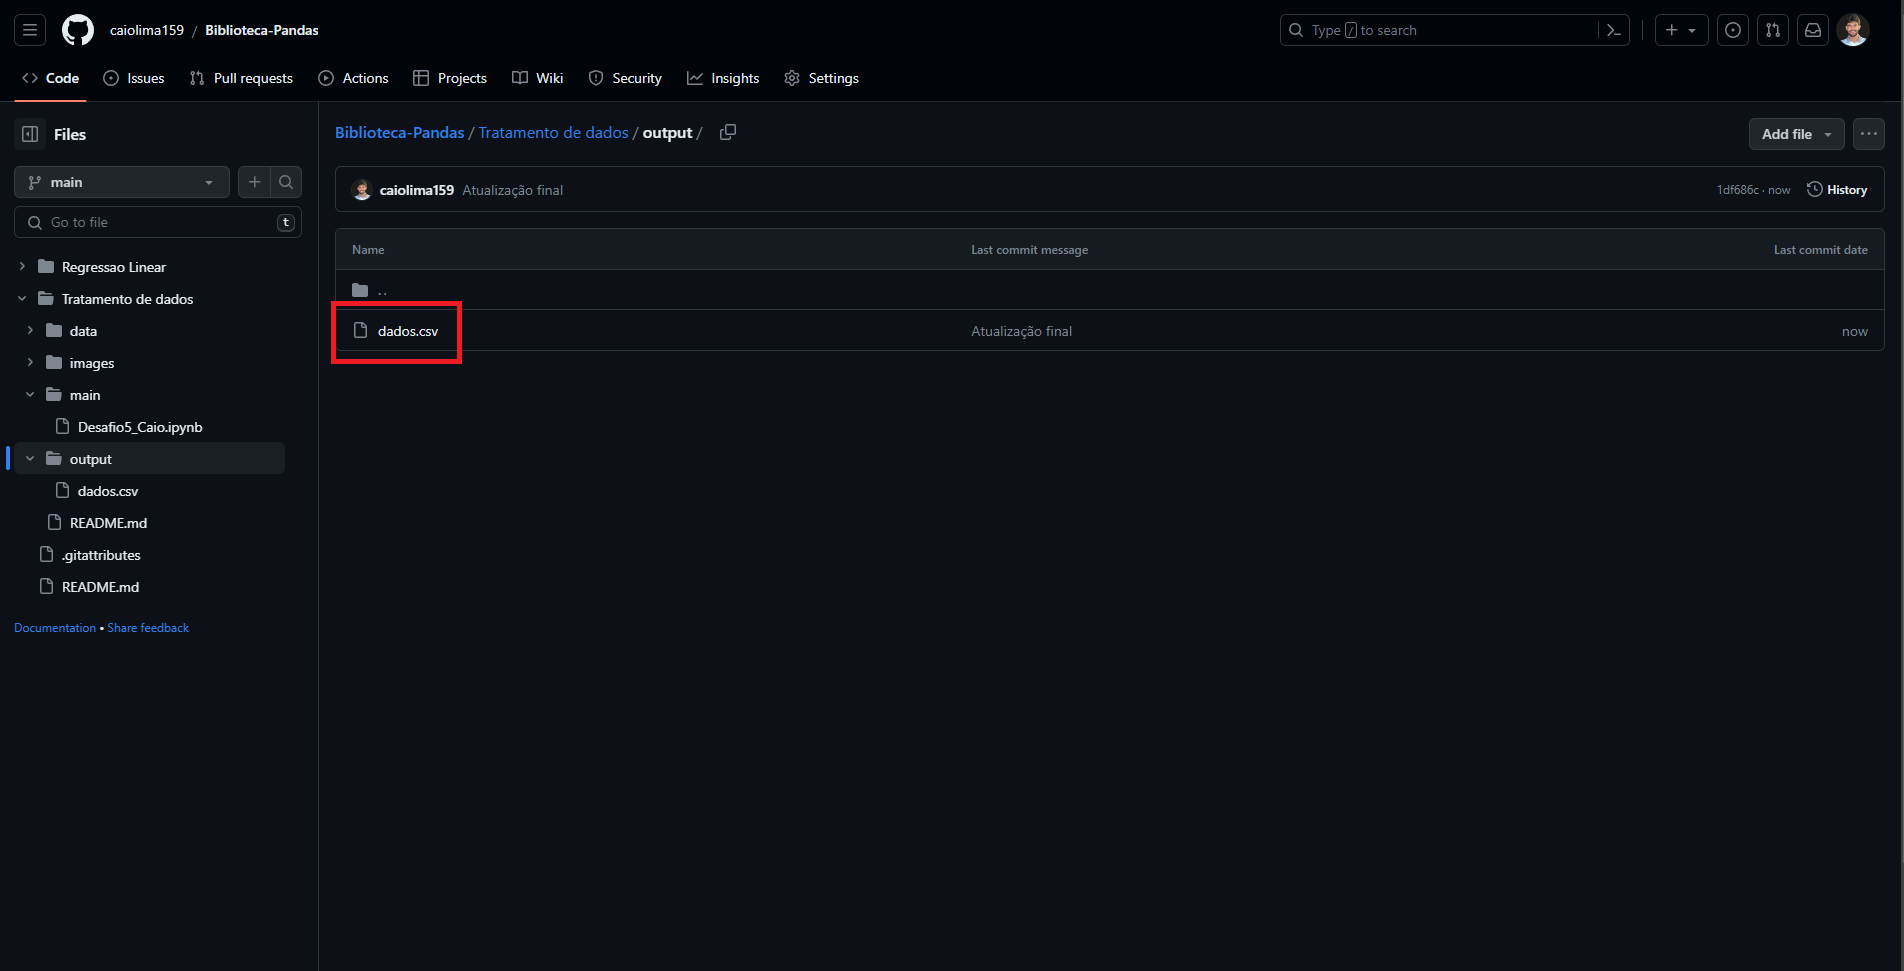 caiolima159 / Biblioteca-Pandas
Type / to search
Code
Issues
Pull requests
Actions
Projects
Wiki
Security
Insights
Settings
Files
main
Go to file
t
Regressao Linear
Tratamento de dados
data
images
main
Desafio5_Caio.ipynb
output
dados.csv
README.md
.gitattributes
README.md
Documentation • Share feedback
Biblioteca-Pandas / Tratamento de dados / output /
Add file
caiolima159 Atualização final
1df686c · now
History
Name
Last commit message
Last commit date
..
dados.csv
Atualização final
now